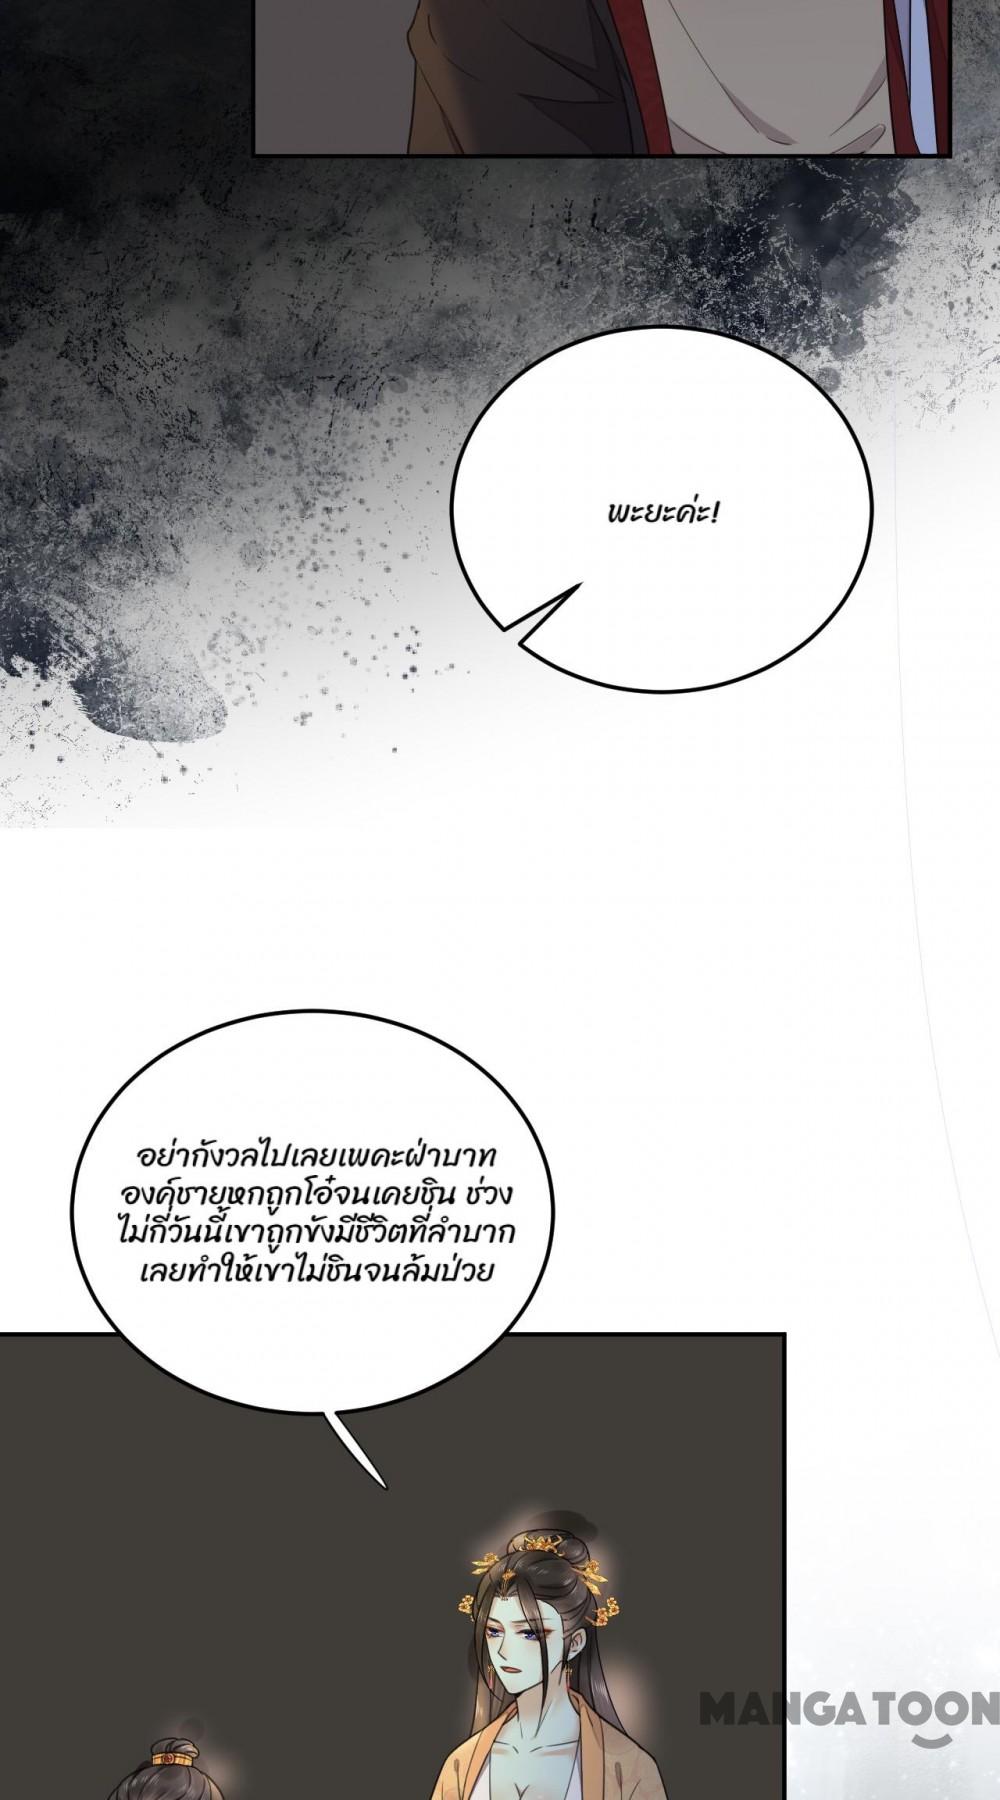 พะยะค่ะ!
อย่ากังวลไปเลยเพคะฝ่าบาท
องค์ชายหกถูกโอ๋จนเคยชิน ช่วง
ไม่กี่วันนี้เขาถูกขังมีชีวิตที่ลำบาก
เลยทำให้เขาไม่ชินจนล้มป่วย
MANGATOON